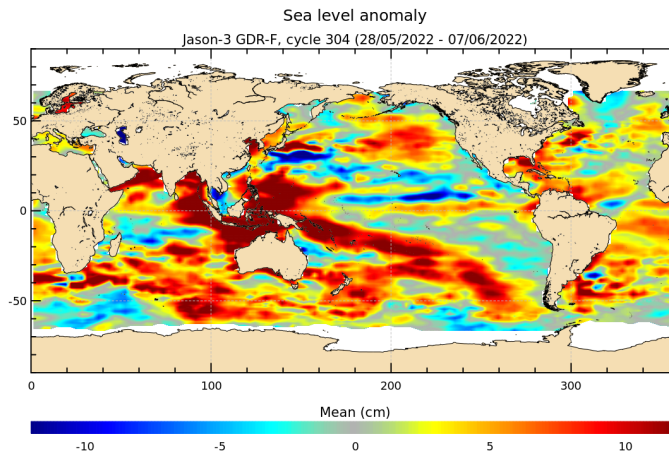 Sea level anomaly
Jason-3 GDR-F, cycle 304 (28/05/2022 - 07/06/2022)
50
0
-50
0 100 200 300
Mean (cm)
-10 -5 0 5 10